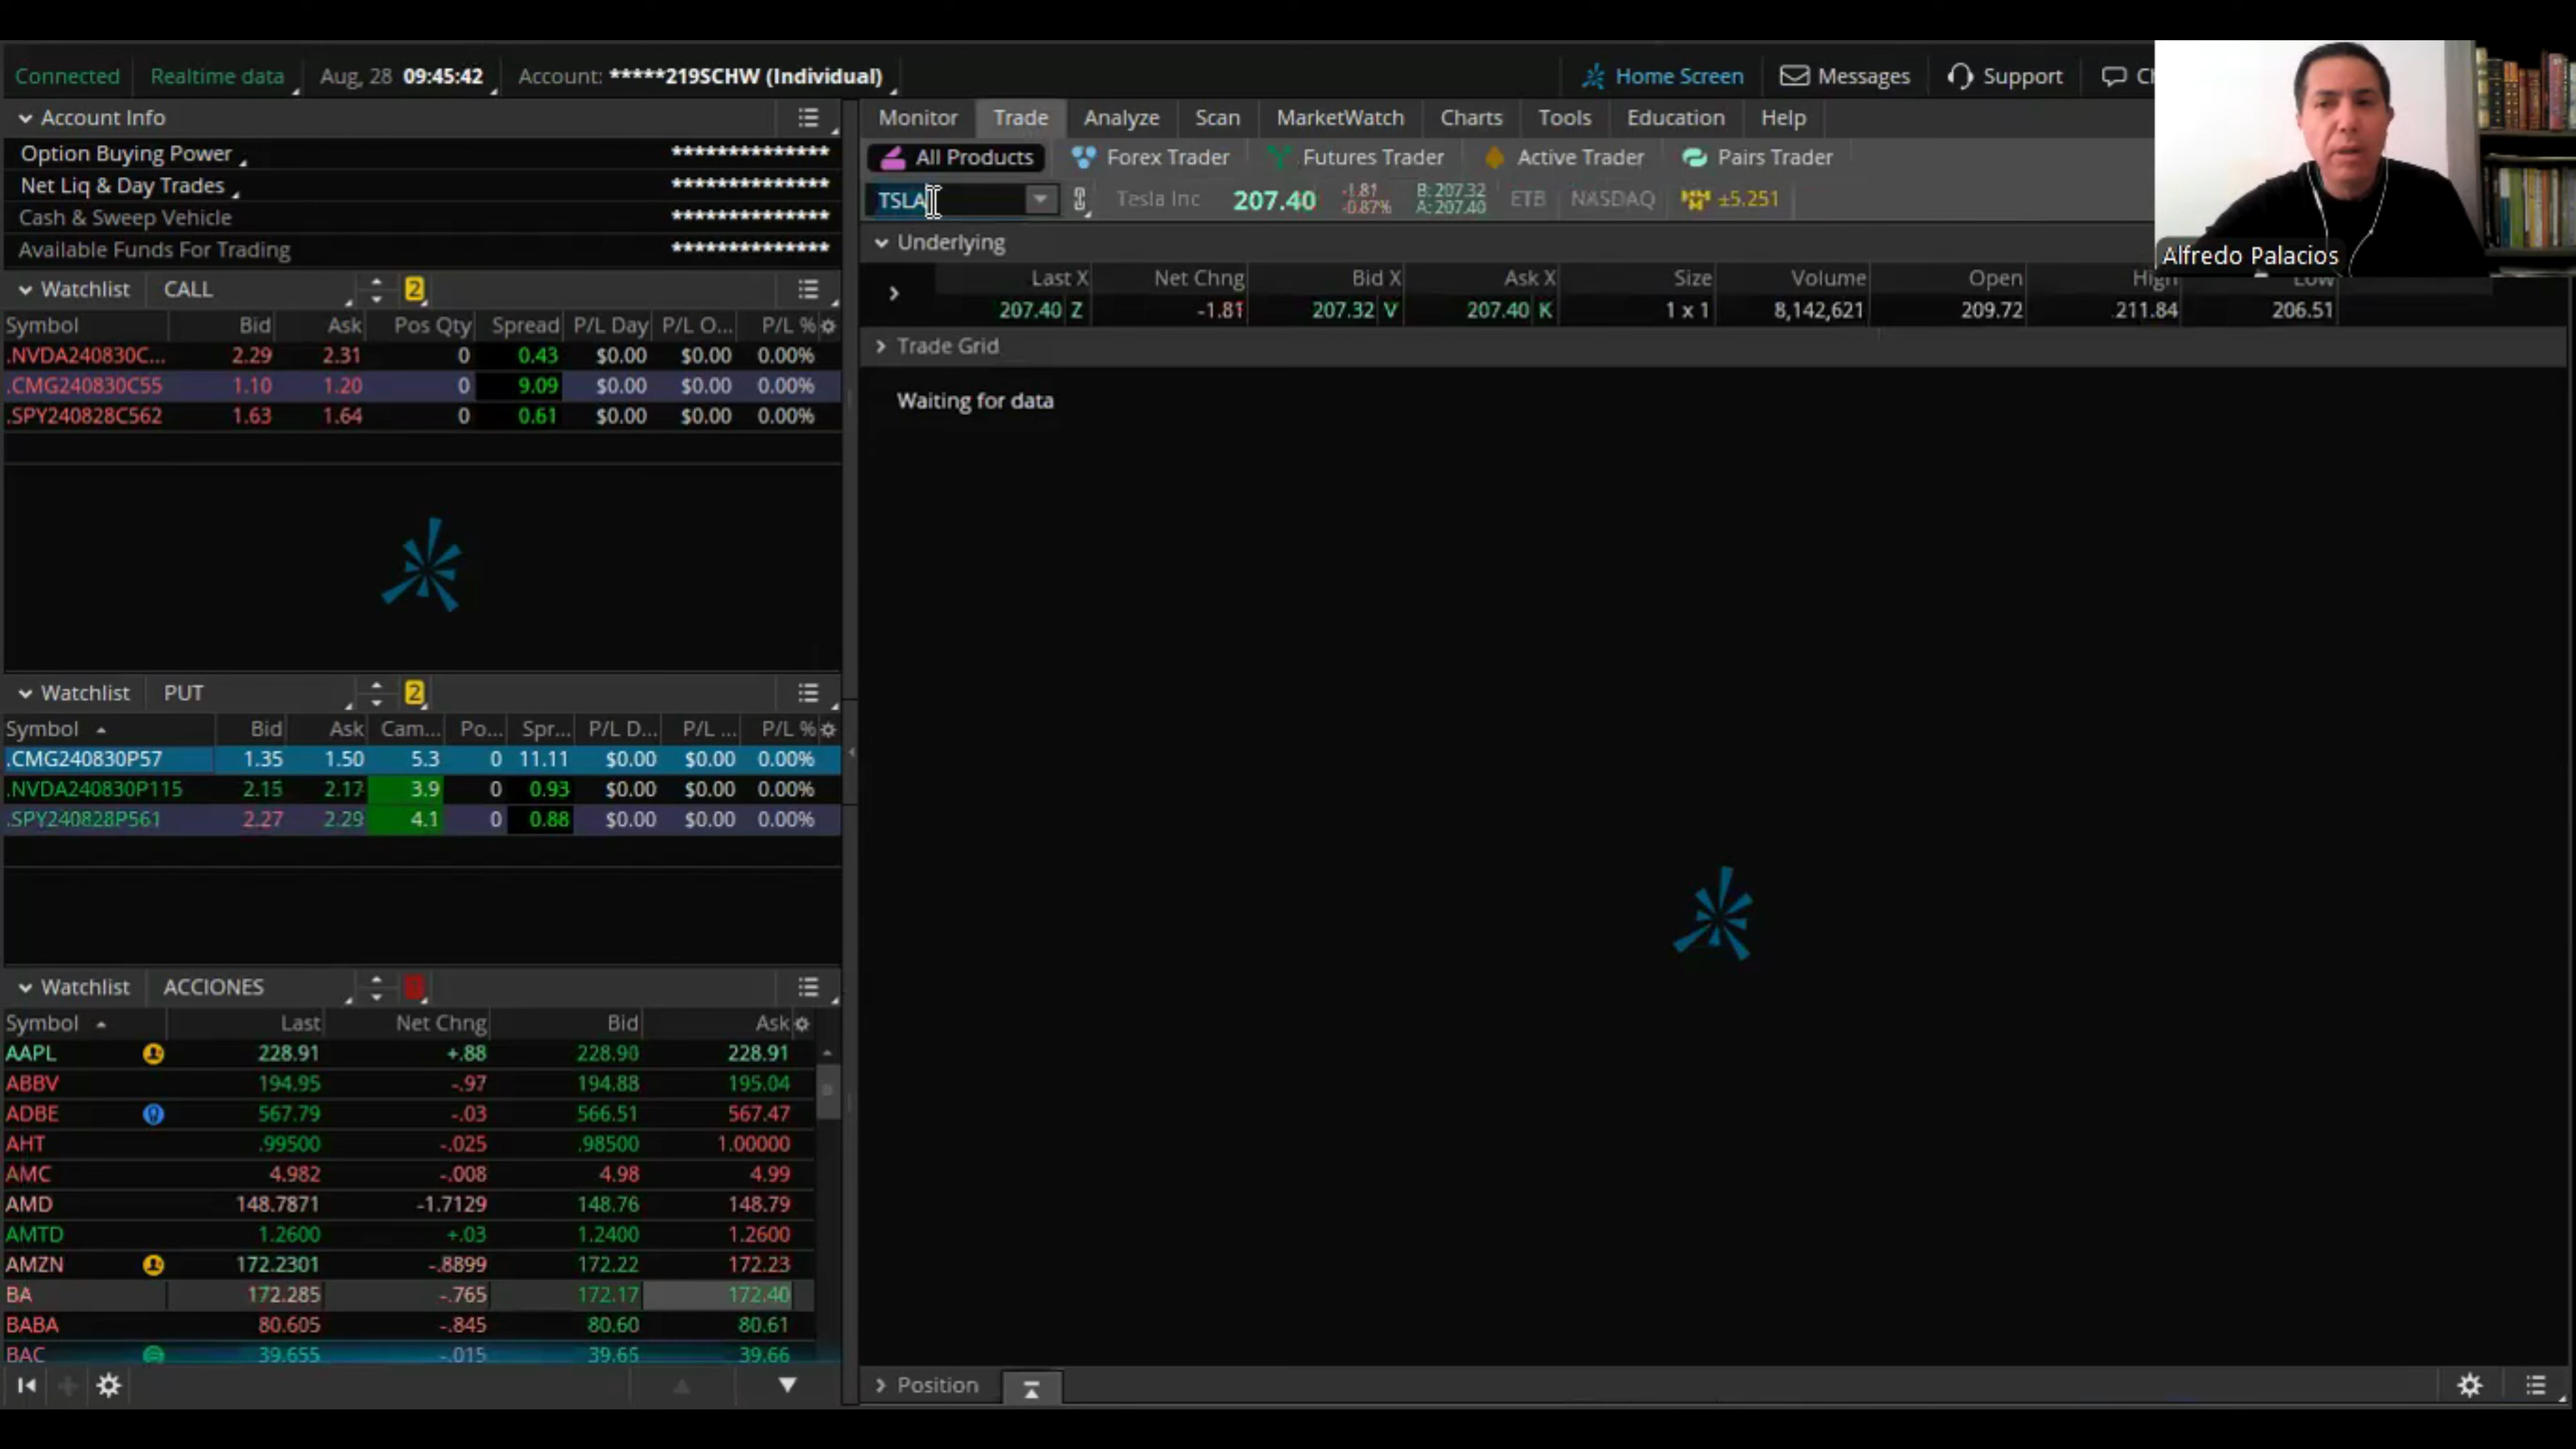 Connected Realtime data Aug, 28 09:45:42 Account: *****219SCHW (Individual) Home Screen Messages Support
Account Info
Option Buying Power **************
Net Liq & Day Trades **************
Cash & Sweep Vehicle **************
Available Funds For Trading **************
Watchlist CALL 2
Symbol Bid Ask Pos Qty Spread P/L Day P/L O... P/L %
.NVDA240830C... 2.29 2.31 0 0.43 $0.00 $0.00 0.00%
.CMG240830C55 1.10 1.20 0 9.09 $0.00 $0.00 0.00%
.SPY240828C562 1.63 1.64 0 0.61 $0.00 $0.00 0.00%
Watchlist PUT 2
Symbol Bid Ask Cam... Po... Spr... P/L D... P/L ... P/L %
.CMG240830P57 1.35 1.50 5.3 0 11.11 $0.00 $0.00 0.00%
.NVDA240830P115 2.15 2.17 3.9 0 0.93 $0.00 $0.00 0.00%
.SPY240828P561 2.27 2.29 4.1 0 0.88 $0.00 $0.00 0.00%
Watchlist ACCIONES
Symbol Last Net Chng Bid Ask
AAPL 228.91 +.88 228.90 228.91
ABBV 194.95 -.97 194.88 195.04
ADBE 567.79 -.03 566.51 567.47
AHT .99500 -.025 .98500 1.00000
AMC 4.982 -.008 4.98 4.99
AMD 148.7871 -1.7129 148.76 148.79
AMTD 1.2600 +.03 1.2400 1.2600
AMZN 172.2301 -.8899 172.22 172.23
BA 172.285 -.765 172.17 172.40
BABA 80.605 -.845 80.60 80.61
BAC 39.655 -.015 39.65 39.66
Monitor Trade Analyze Scan MarketWatch Charts Tools Education Help
All Products Forex Trader Futures Trader Active Trader Pairs Trader
TSLA Tesla Inc 207.40 -1.81 -0.87% B: 207.32 A: 207.40 ETB NASDAQ ±5.251
Underlying
Last X Net Chng Bid X Ask X Size Volume Open High Low
207.40 Z -1.81 207.32 V 207.40 K 1 x 1 8,142,621 209.72 211.84 206.51
Trade Grid
Waiting for data
Position
Alfredo Palacios